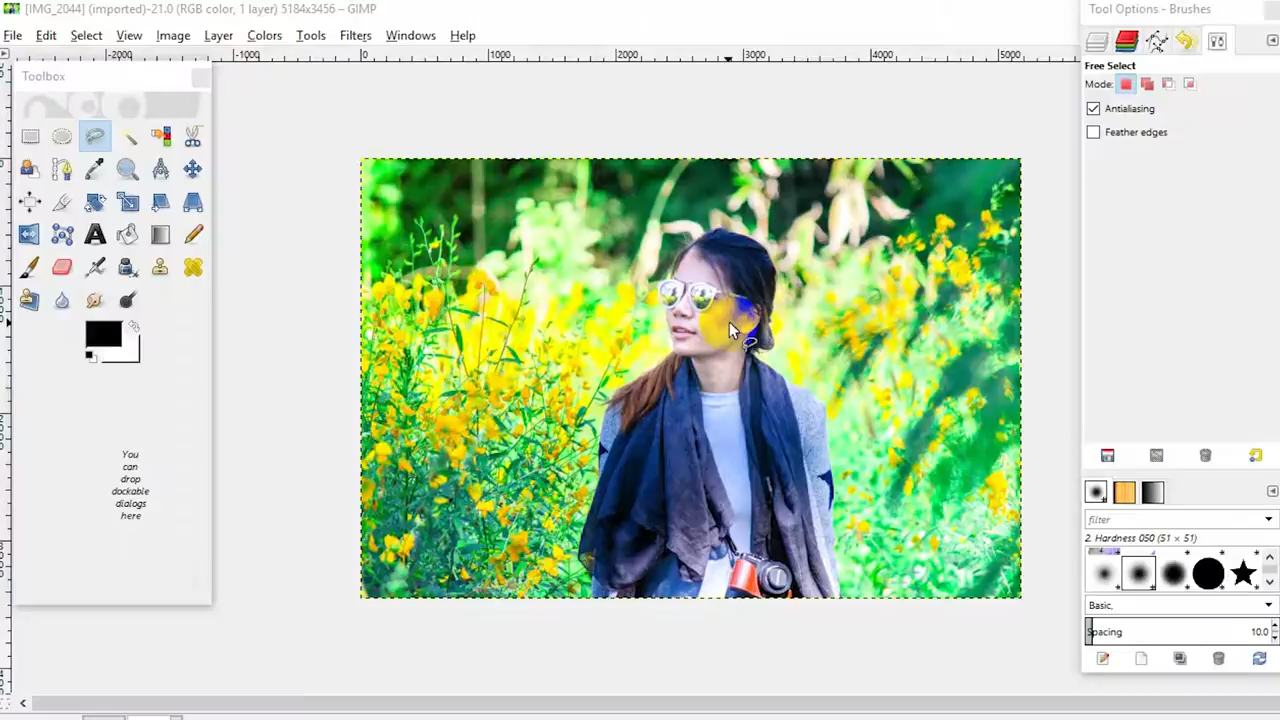 [IMG_2044] (imported)-21.0 (RGB color, 1 layer) 5184x3456 – GIMP
File Edit Select View Image Layer Colors Tools Filters Windows Help
-2000 -1000 0 1000 2000 3000 4000 5000
Toolbox
You
can
drop
dockable
dialogs
here
Tool Options - Brushes
Free Select
Mode:
Antialiasing
Feather edges
filter
2. Hardness 050 (51 × 51)
Basic,
Spacing 10.0